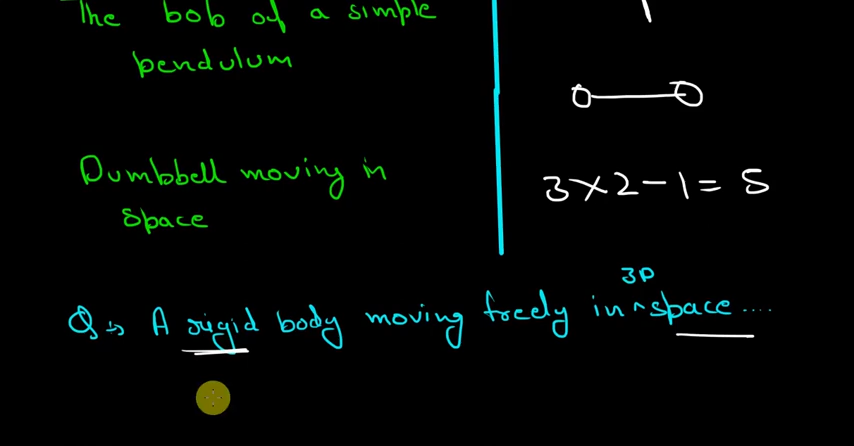 The bob of a simple
pendulum
Dumbbell moving in
space
3×2-1= 5
3D
Q → A rigid body moving freely in ^ space....